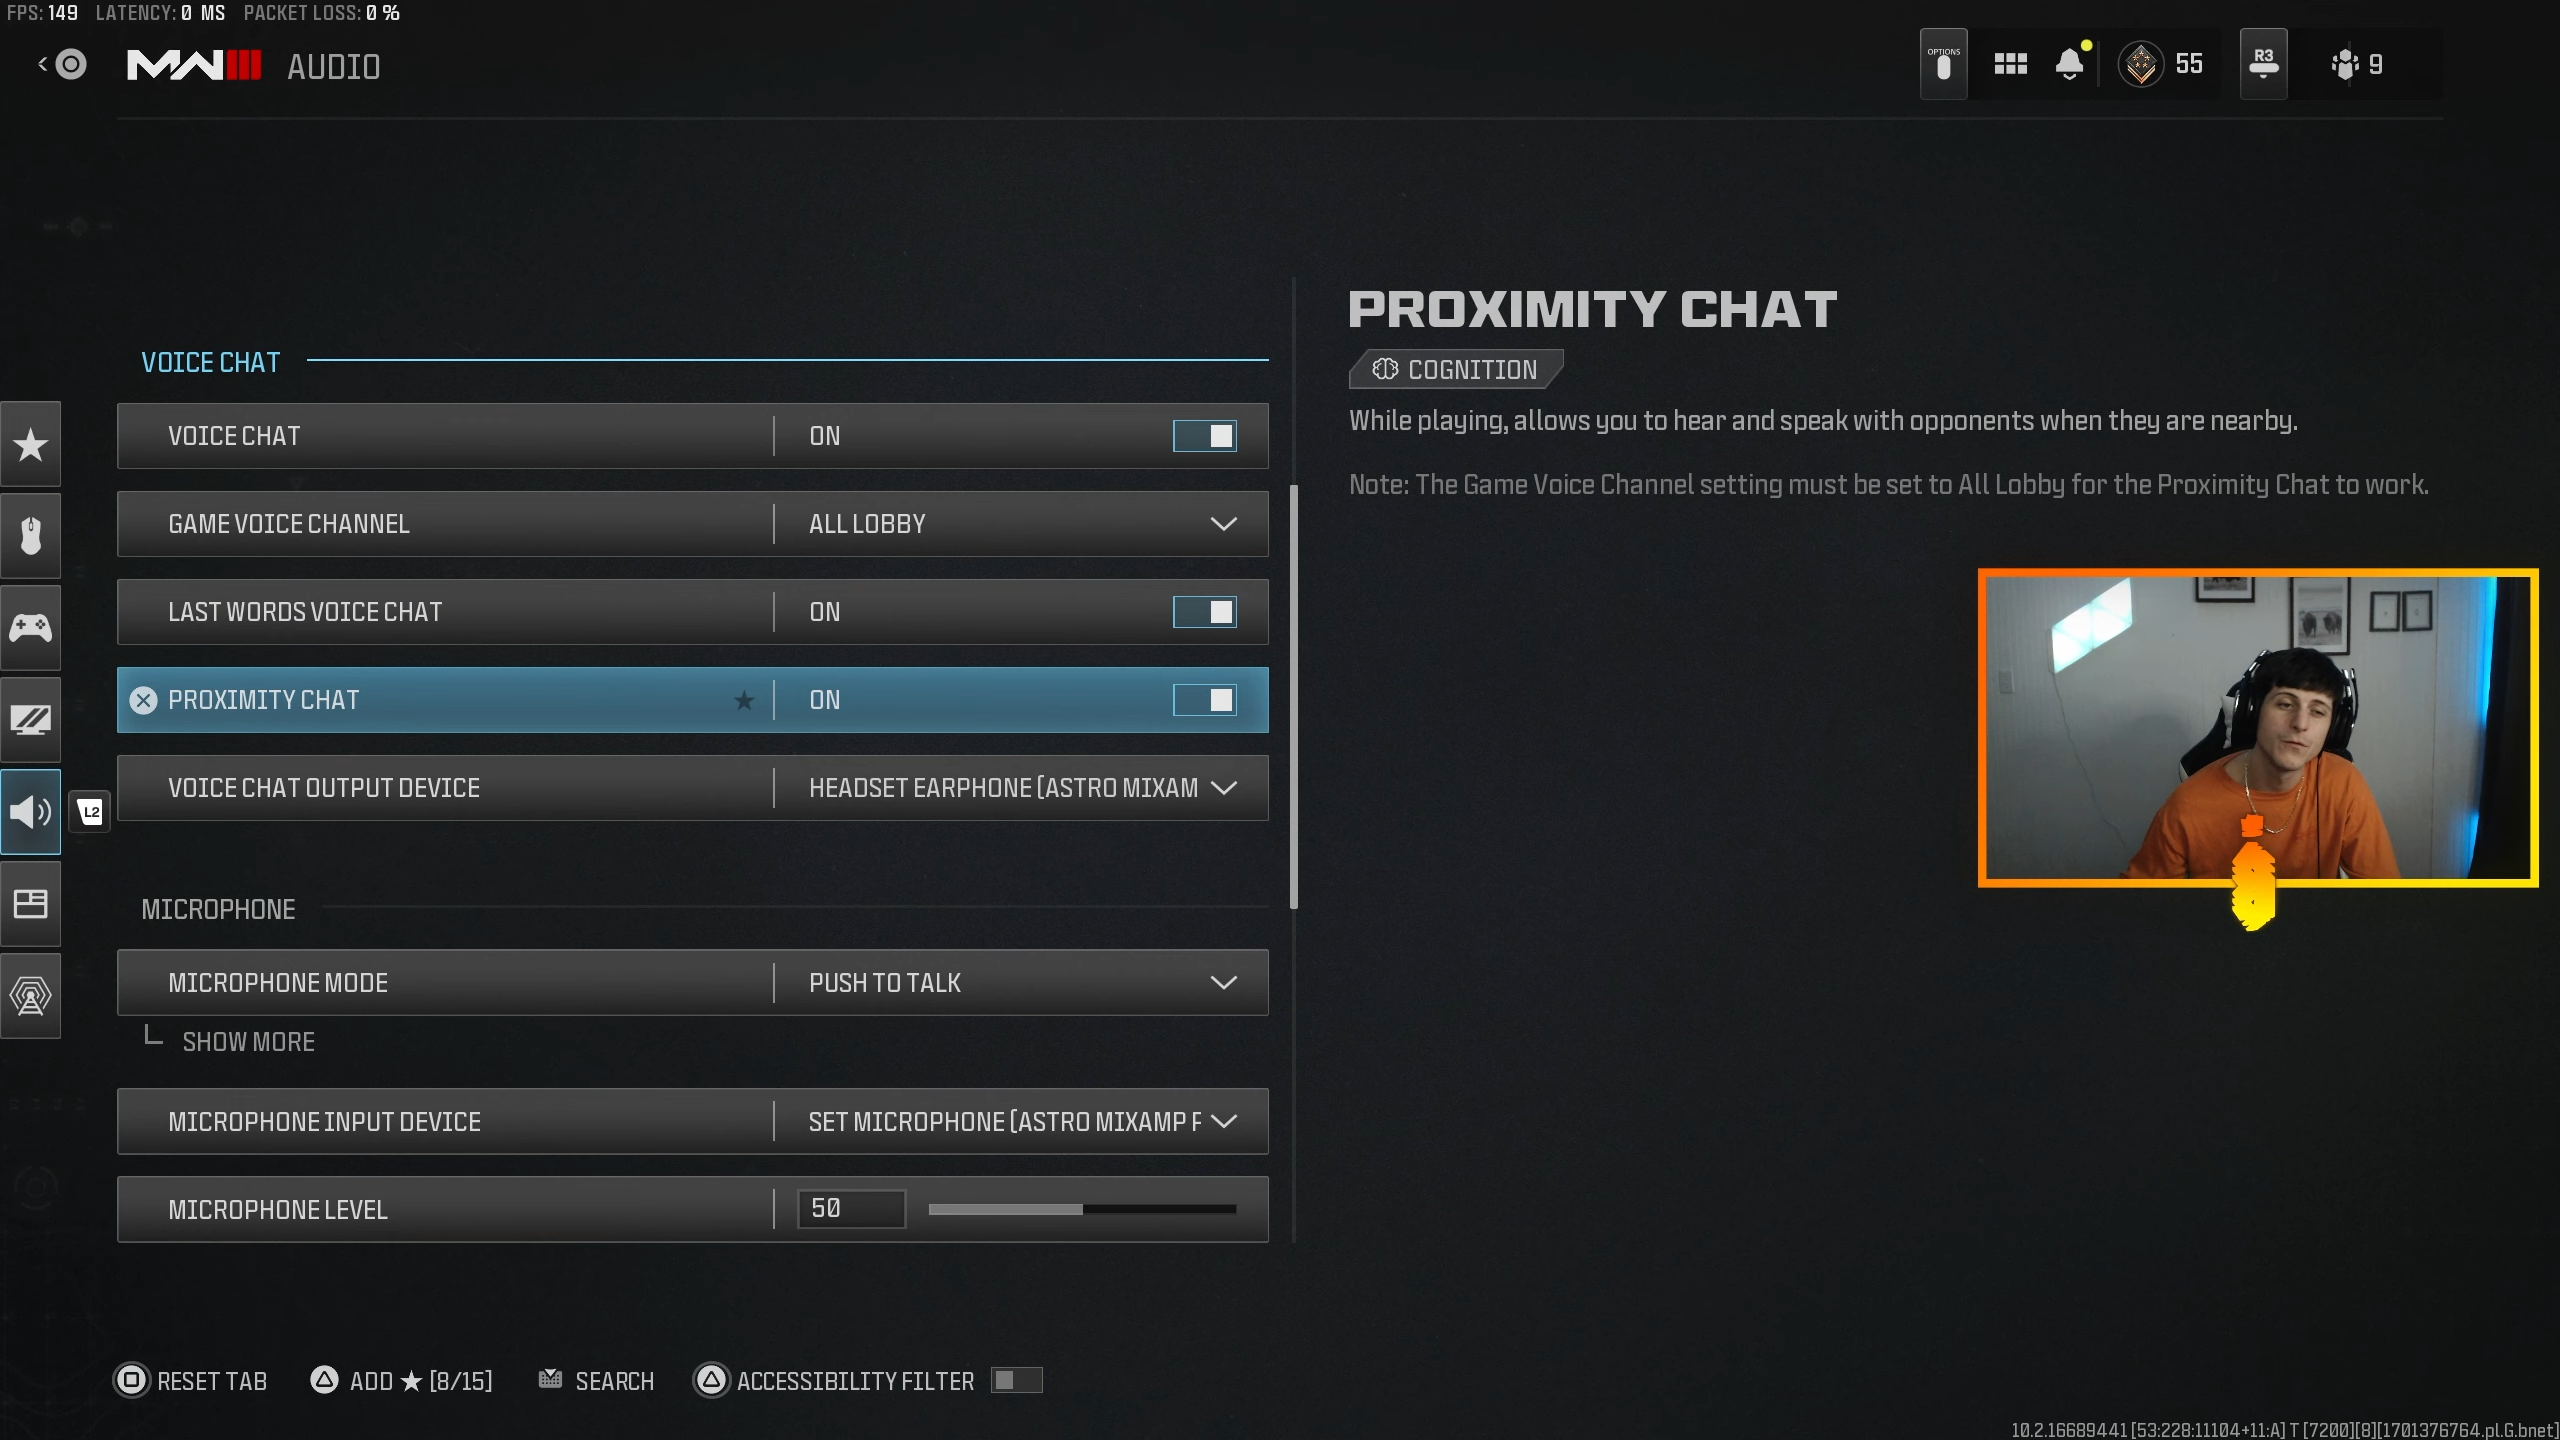 FPS: 149 LATENCY: 0 MS PACKET LOSS: 0 %
MWIII AUDIO
OPTIONS
55
R3
9
PROXIMITY CHAT
COGNITION
While playing, allows you to hear and speak with opponents when they are nearby.
Note: The Game Voice Channel setting must be set to All Lobby for the Proximity Chat to work.
VOICE CHAT
VOICE CHAT ON
GAME VOICE CHANNEL ALL LOBBY
LAST WORDS VOICE CHAT ON
PROXIMITY CHAT ON
VOICE CHAT OUTPUT DEVICE HEADSET EARPHONE (ASTRO MIXAM
L2
MICROPHONE
MICROPHONE MODE PUSH TO TALK
SHOW MORE
MICROPHONE INPUT DEVICE SET MICROPHONE (ASTRO MIXAMP P
MICROPHONE LEVEL 50
RESET TAB ADD ★ [8/15] SEARCH ACCESSIBILITY FILTER
10.2.16689441 [53:228:11104+11:A] T [7200][8][1701376764.pl.G.bnet]